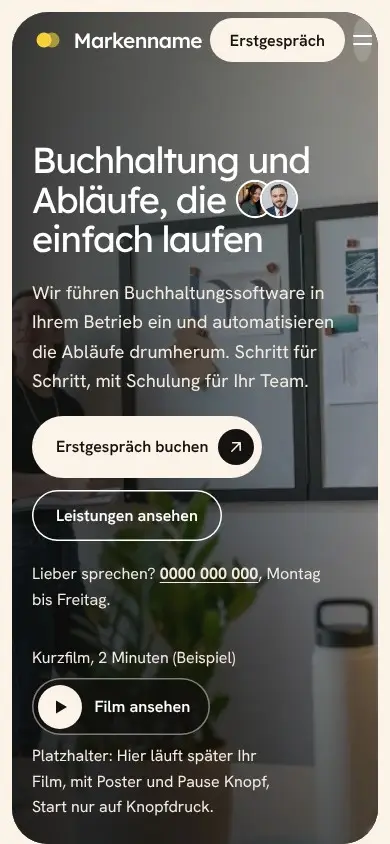 Markenname
Erstgespräch
Buchhaltung und
Abläufe, die
einfach laufen
Wir führen Buchhaltungssoftware in
Ihrem Betrieb ein und automatisieren
die Abläufe drumherum. Schritt für
Schritt, mit Schulung für Ihr Team.
Erstgespräch buchen
Leistungen ansehen
Lieber sprechen? 0000 000 000, Montag
bis Freitag.
Kurzfilm, 2 Minuten (Beispiel)
Film ansehen
Platzhalter: Hier läuft später Ihr
Film, mit Poster und Pause Knopf,
Start nur auf Knopfdruck.